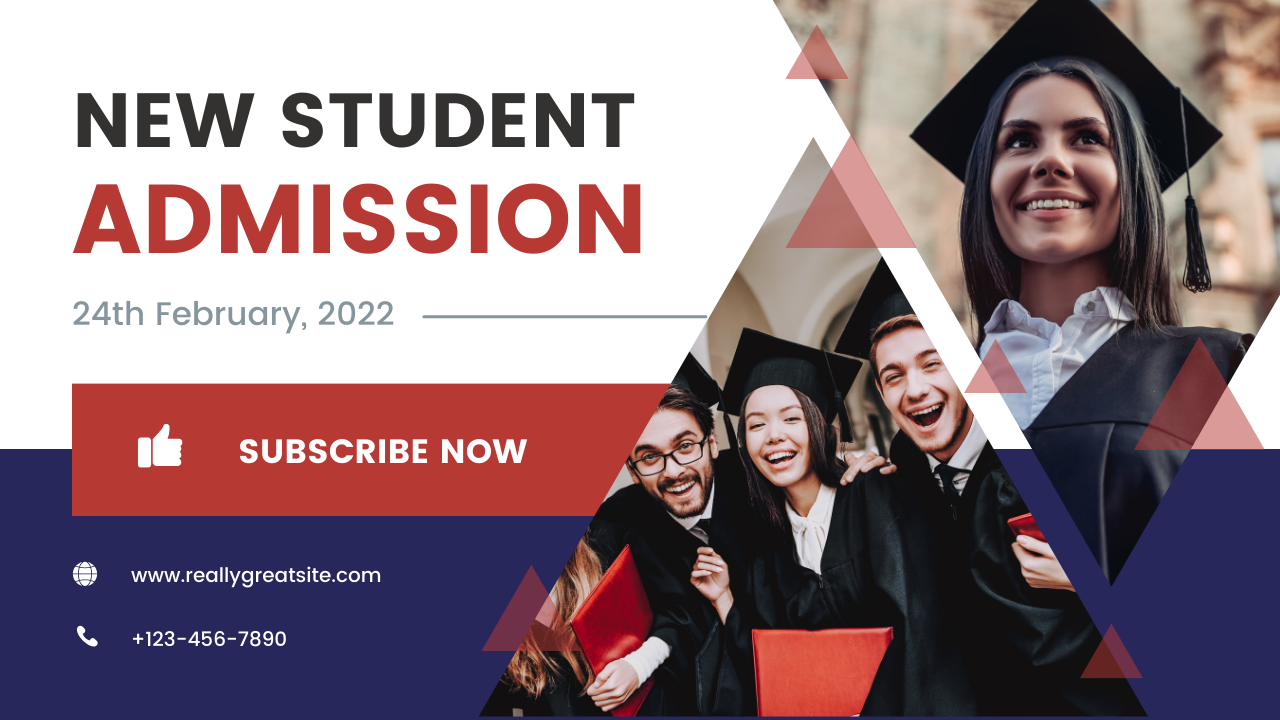 NEW STUDENT
ADMISSION
24th February, 2022
SUBSCRIBE NOW
www.reallygreatsite.com
+123-456-7890